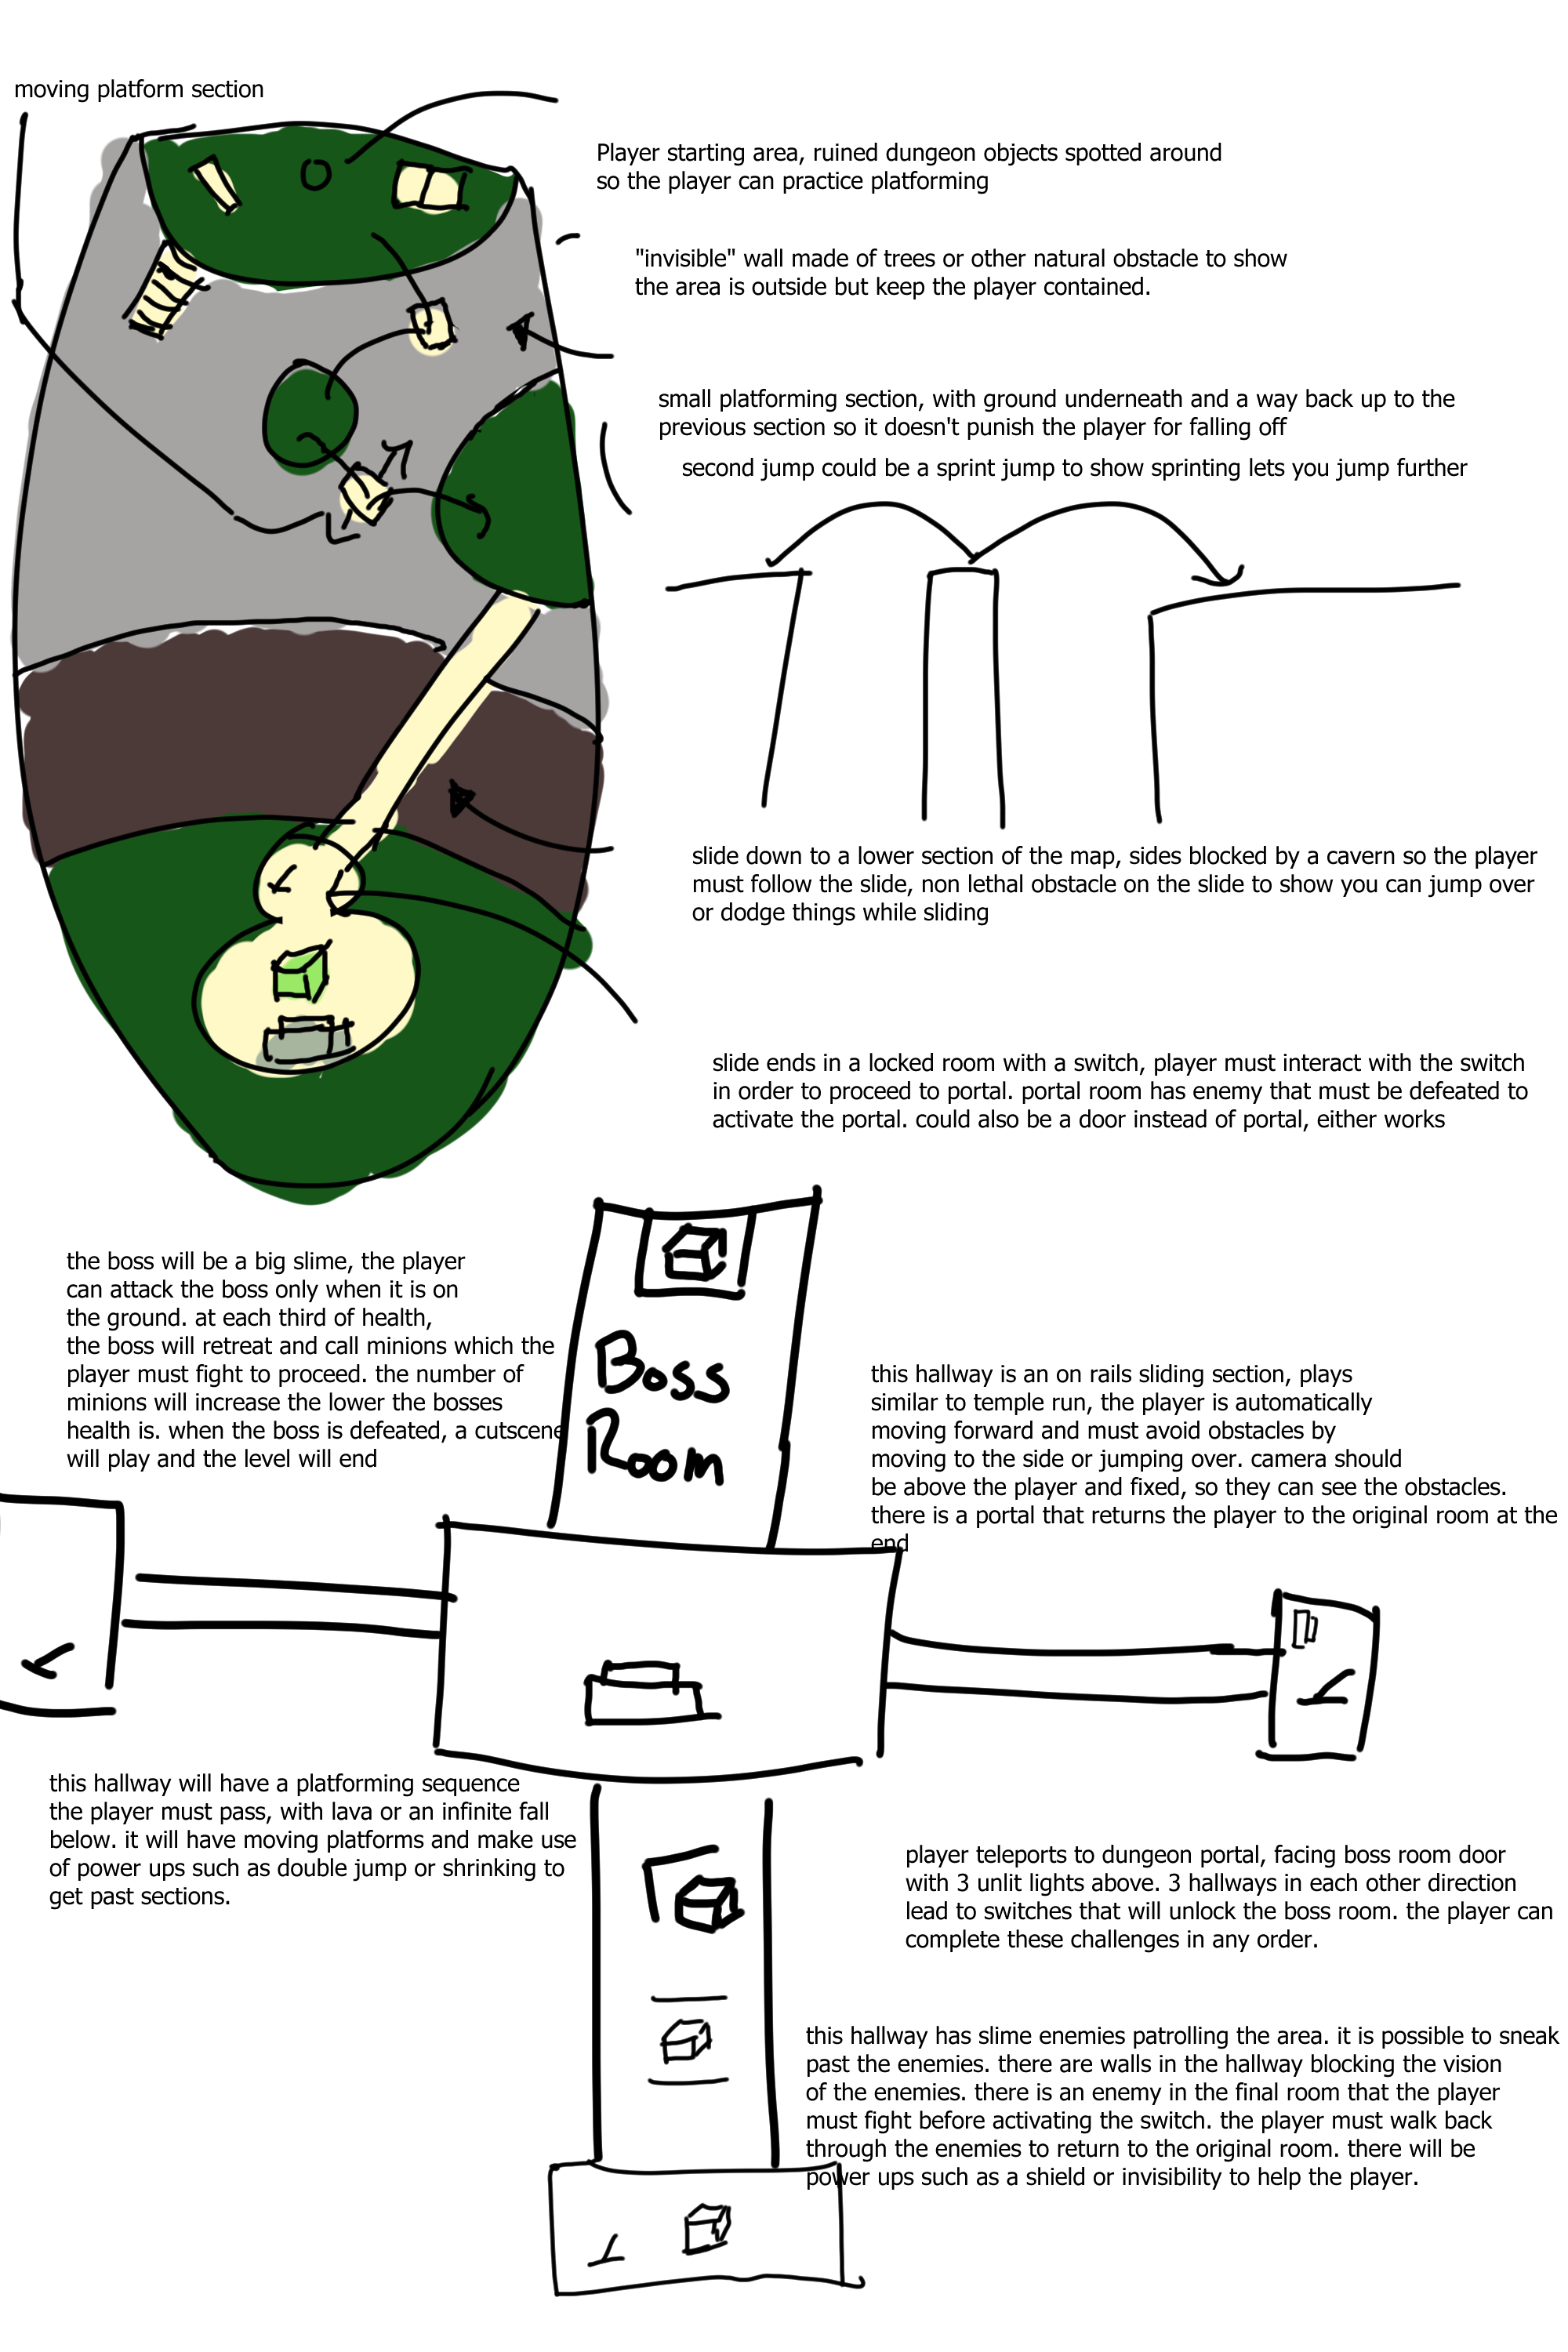 moving platform section
Player starting area, ruined dungeon objects spotted around
so the player can practice platforming
"invisible" wall made of trees or other natural obstacle to show
the area is outside but keep the player contained.
small platforming section, with ground underneath and a way back up to the
previous section so it doesn't punish the player for falling off
second jump could be a sprint jump to show sprinting lets you jump further
slide down to a lower section of the map, sides blocked by a cavern so the player
must follow the slide, non lethal obstacle on the slide to show you can jump over
or dodge things while sliding
slide ends in a locked room with a switch, player must interact with the switch
in order to proceed to portal. portal room has enemy that must be defeated to
activate the portal. could also be a door instead of portal, either works
the boss will be a big slime, the player
can attack the boss only when it is on
the ground. at each third of health,
the boss will retreat and call minions which the
player must fight to proceed. the number of
minions will increase the lower the bosses
health is. when the boss is defeated, a cutscene
will play and the level will end
Boss
Room
this hallway is an on rails sliding section, plays
similar to temple run, the player is automatically
moving forward and must avoid obstacles by
moving to the side or jumping over. camera should
be above the player and fixed, so they can see the obstacles.
there is a portal that returns the player to the original room at the
end
this hallway will have a platforming sequence
the player must pass, with lava or an infinite fall
below. it will have moving platforms and make use
of power ups such as double jump or shrinking to
get past sections.
player teleports to dungeon portal, facing boss room door
with 3 unlit lights above. 3 hallways in each other direction
lead to switches that will unlock the boss room. the player can
complete these challenges in any order.
this hallway has slime enemies patrolling the area. it is possible to sneak
past the enemies. there are walls in the hallway blocking the vision
of the enemies. there is an enemy in the final room that the player
must fight before activating the switch. the player must walk back
through the enemies to return to the original room. there will be
power ups such as a shield or invisibility to help the player.